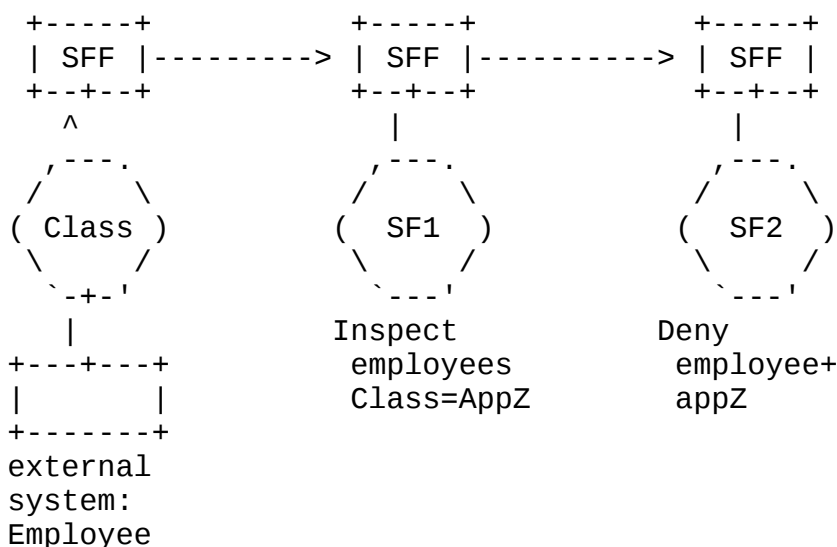 SFF ---------> SFF ----------> SFF
Class SF1 SF2
Inspect Deny
employees employee+
Class=AppZ appZ
external
system:
Employee